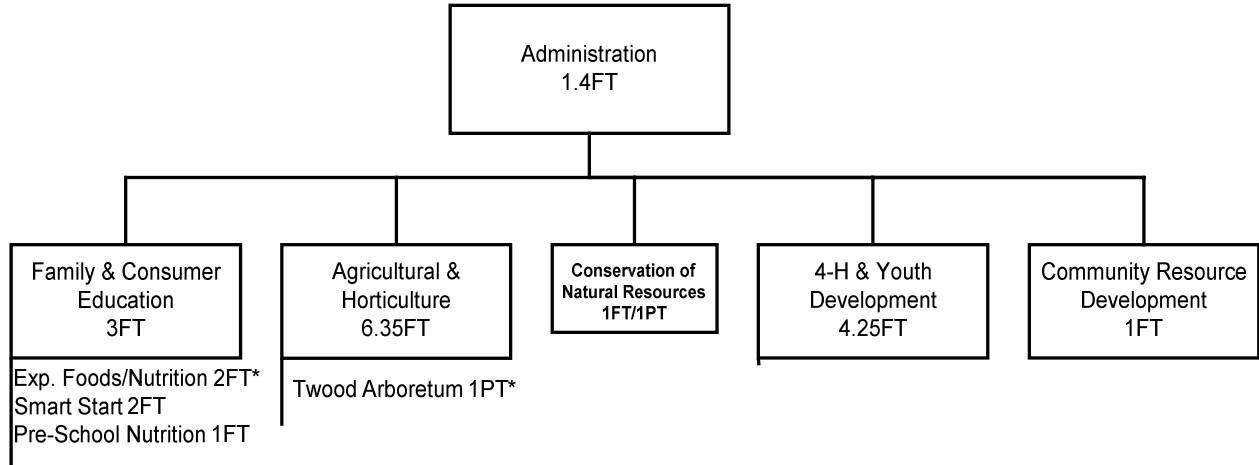 Administration
1.4FT
Family & Consumer
Education
3FT
Exp. Foods/Nutrition 2FT*
Smart Start 2FT
Pre-School Nutrition 1FT
Agricultural &
Horticulture
6.35FT
Twood Arboretum 1PT*
Conservation of
Natural Resources
1FT/1PT
4-H & Youth
Development
4.25FT
Community Resource
Development
1FT